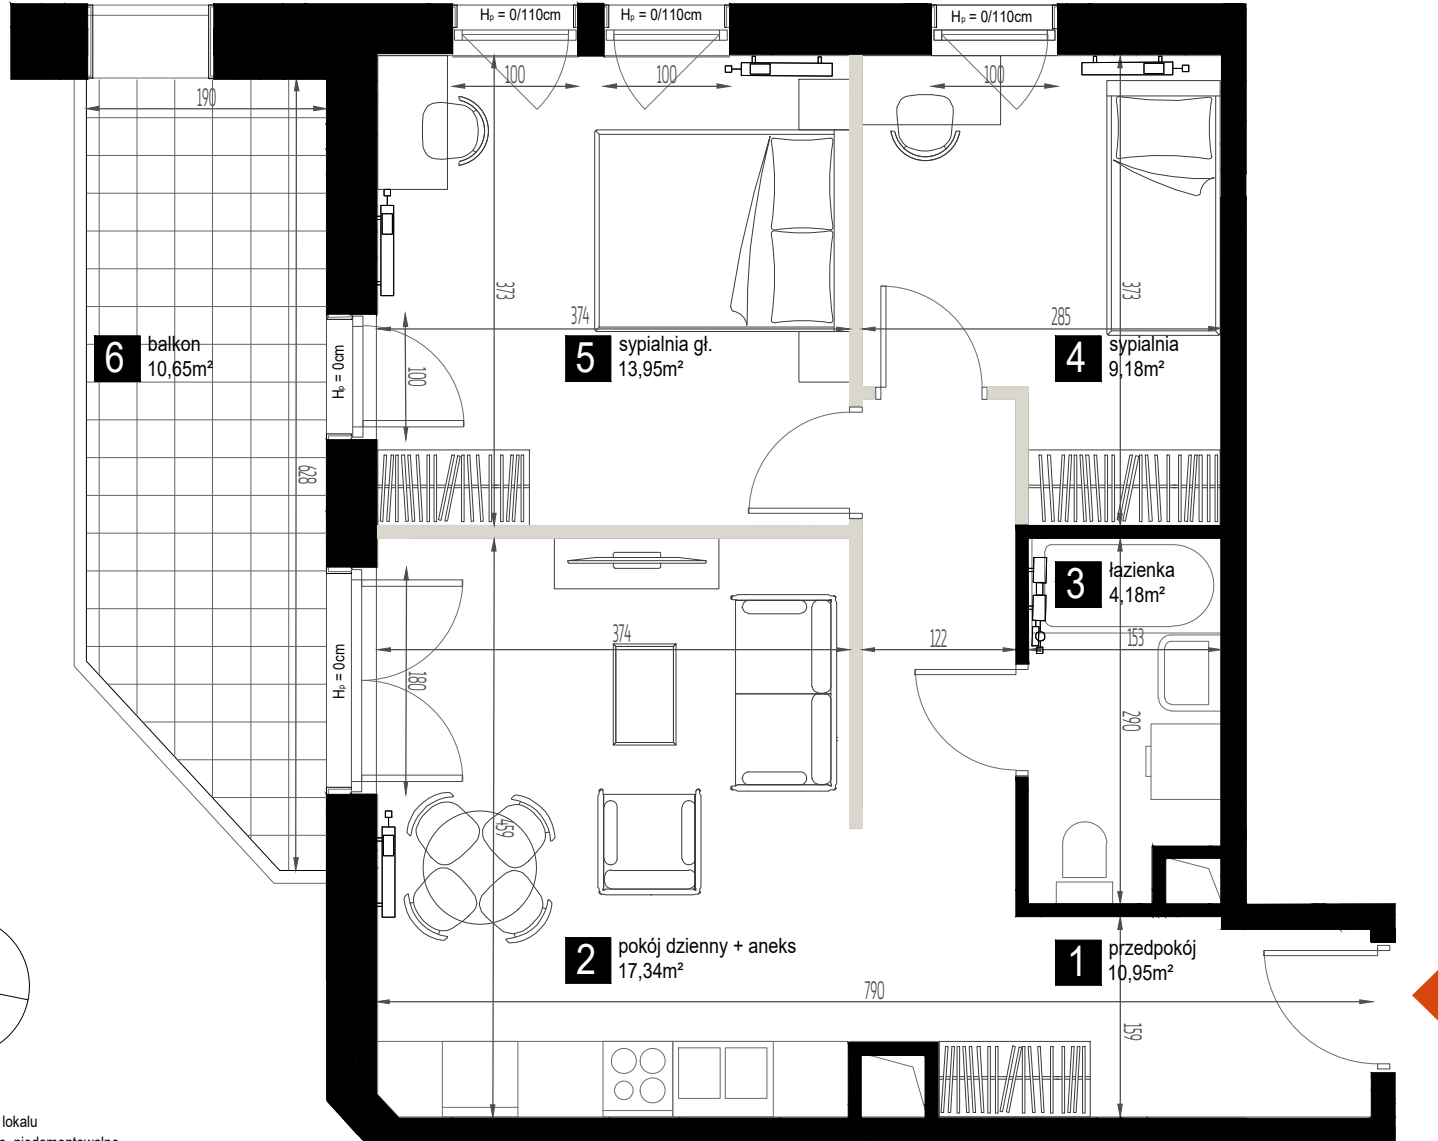 Hₚ = 0/110cm
Hₚ = 0/110cm
Hₚ = 0/110cm
100
100
100
190
373
373
374
285
6
balkon
10,65m²
Hₚ = 0cm
100
5
sypialnia gł.
13,95m²
4
sypialnia
9,18m²
628
3
łazienka
4,18m²
374
122
153
Hₚ = 0cm
180
290
459
2
pokój dzienny + aneks
17,34m²
1
przedpokój
10,95m²
790
159
lokalu